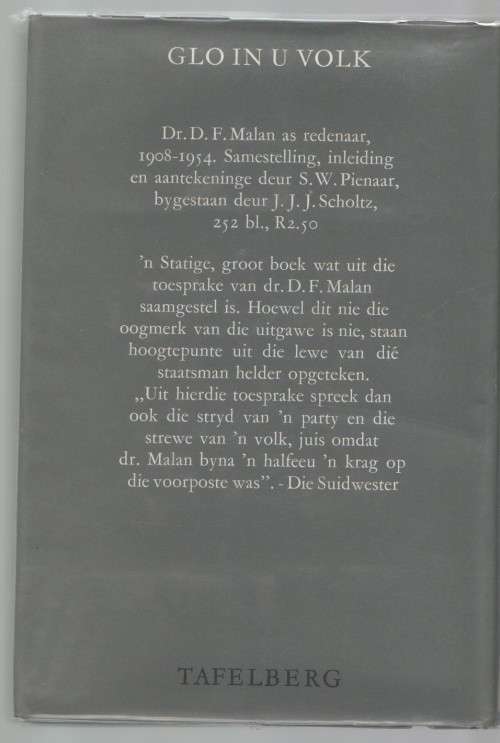 GLO IN U VOLK
Dr. D. F. Malan as redenaar,
1908-1954. Samestelling, inleiding
en aantekeninge deur S. W. Pienaar,
bygestaan deur J. J. J. Scholtz,
252 bl., R2.50
'n Statige, groot boek wat uit die
toesprake van dr. D. F. Malan
saamgestel is. Hoewel dit nie die
oogmerk van die uitgawe is nie, staan
hoogtepunte uit die lewe van dié
staatsman helder opgeteken.
„Uit hierdie toesprake spreek dan
ook die stryd van 'n party en die
strewe van 'n volk, juis omdat
dr. Malan byna 'n halfeeu 'n krag op
die voorposte was”. - Die Suidwester
TAFELBERG